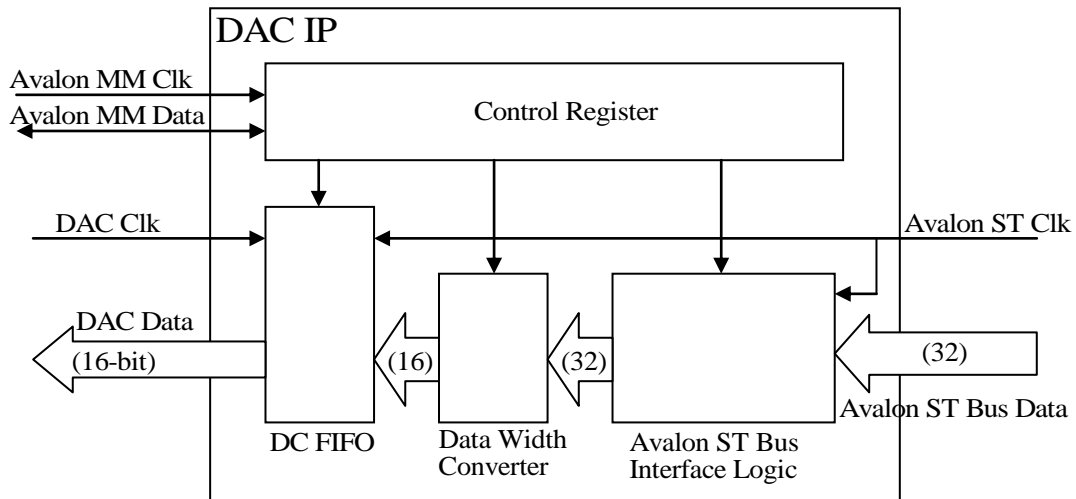 DAC IP
Avalon MM Clk
Avalon MM Data
Control Register
DAC Clk
Avalon ST Clk
DAC Data
(16-bit)
(16)
(32)
(32)
Avalon ST Bus Data
DC FIFO
Data Width
Converter
Avalon ST Bus
Interface Logic